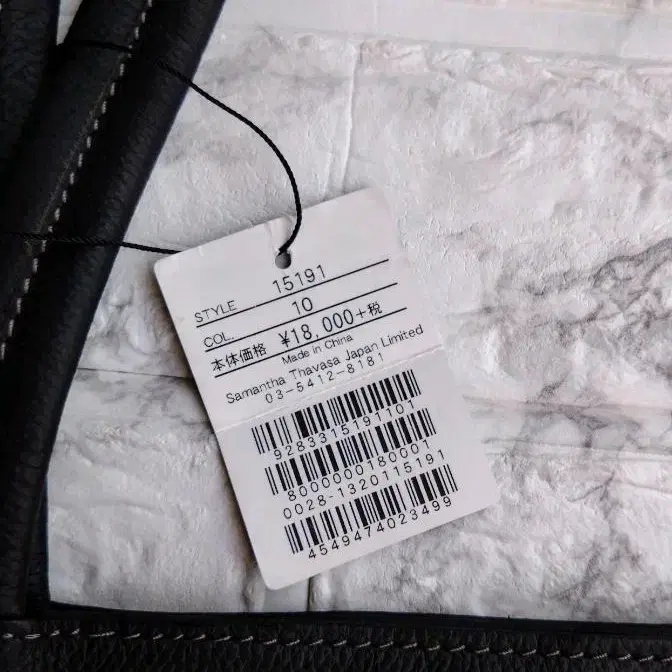 STYLE 15191
COL. 10
本体価格 ¥18,000+税
Made in China
Samantha Thavasa Japan Limited
03-5412-8181
9283315191101
8000000180001
0028-1320115191
4549474023499